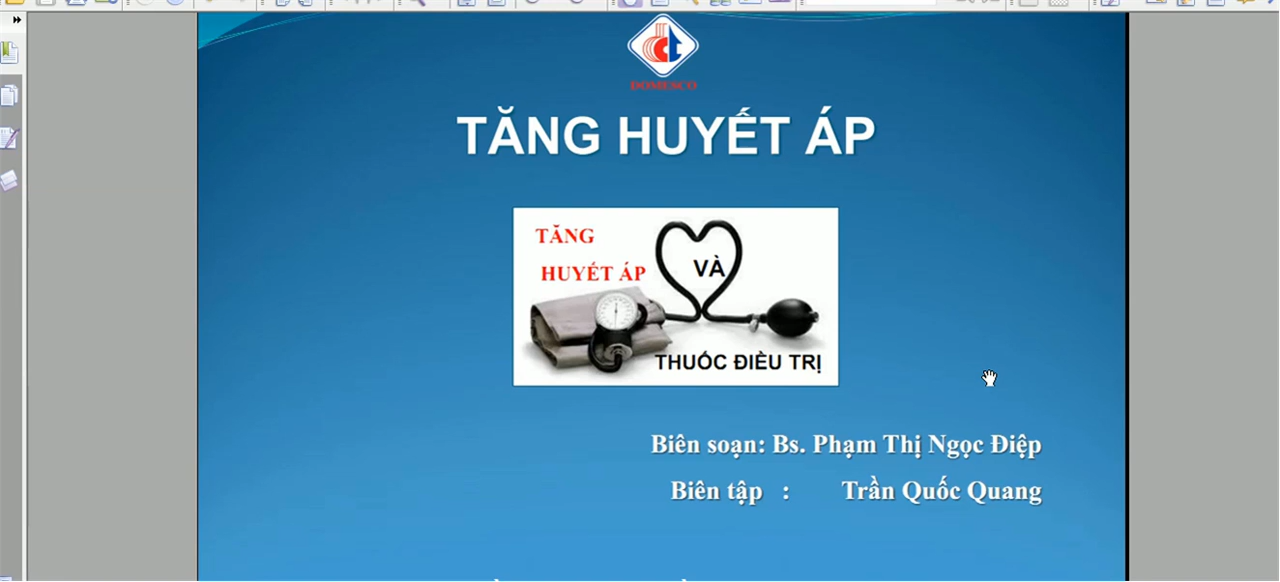 DOMESCO
TĂNG HUYẾT ÁP
TĂNG
HUYẾT ÁP
VÀ
THUỐC ĐIỀU TRỊ
Biên soạn: Bs. Phạm Thị Ngọc Điệp
Biên tập : Trần Quốc Quang